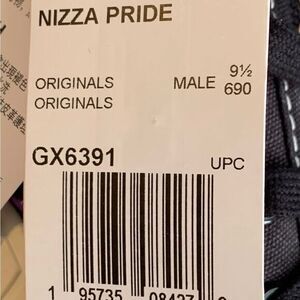 NIZZA PRIDE
ORIGINALS MALE 9½
ORIGINALS 690
GX6391
UPC
1 95735 08427